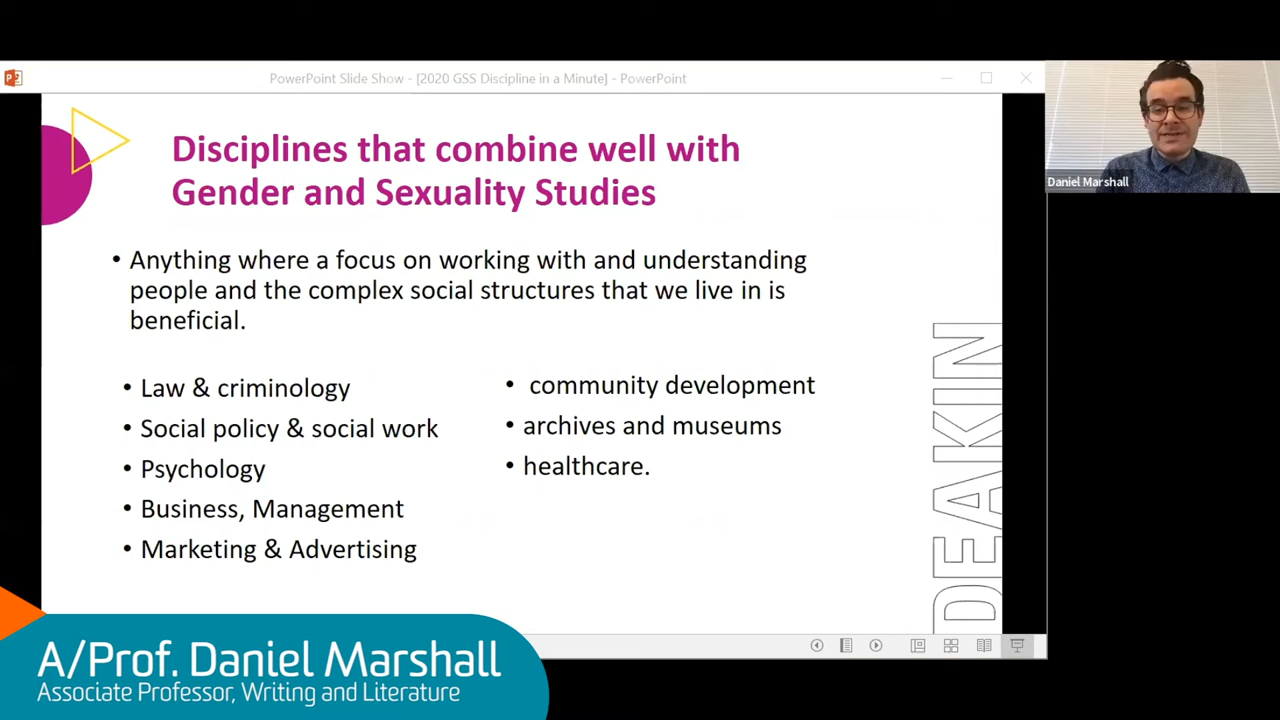 PowerPoint Slide Show - [2020 GSS Discipline in a Minute] - PowerPoint
Disciplines that combine well with
Gender and Sexuality Studies
• Anything where a focus on working with and understanding
people and the complex social structures that we live in is
beneficial.
• Law & criminology
• Social policy & social work
• Psychology
• Business, Management
• Marketing & Advertising
• community development
• archives and museums
• healthcare.
DEAKIN
Daniel Marshall
A/Prof. Daniel Marshall
Associate Professor, Writing and Literature